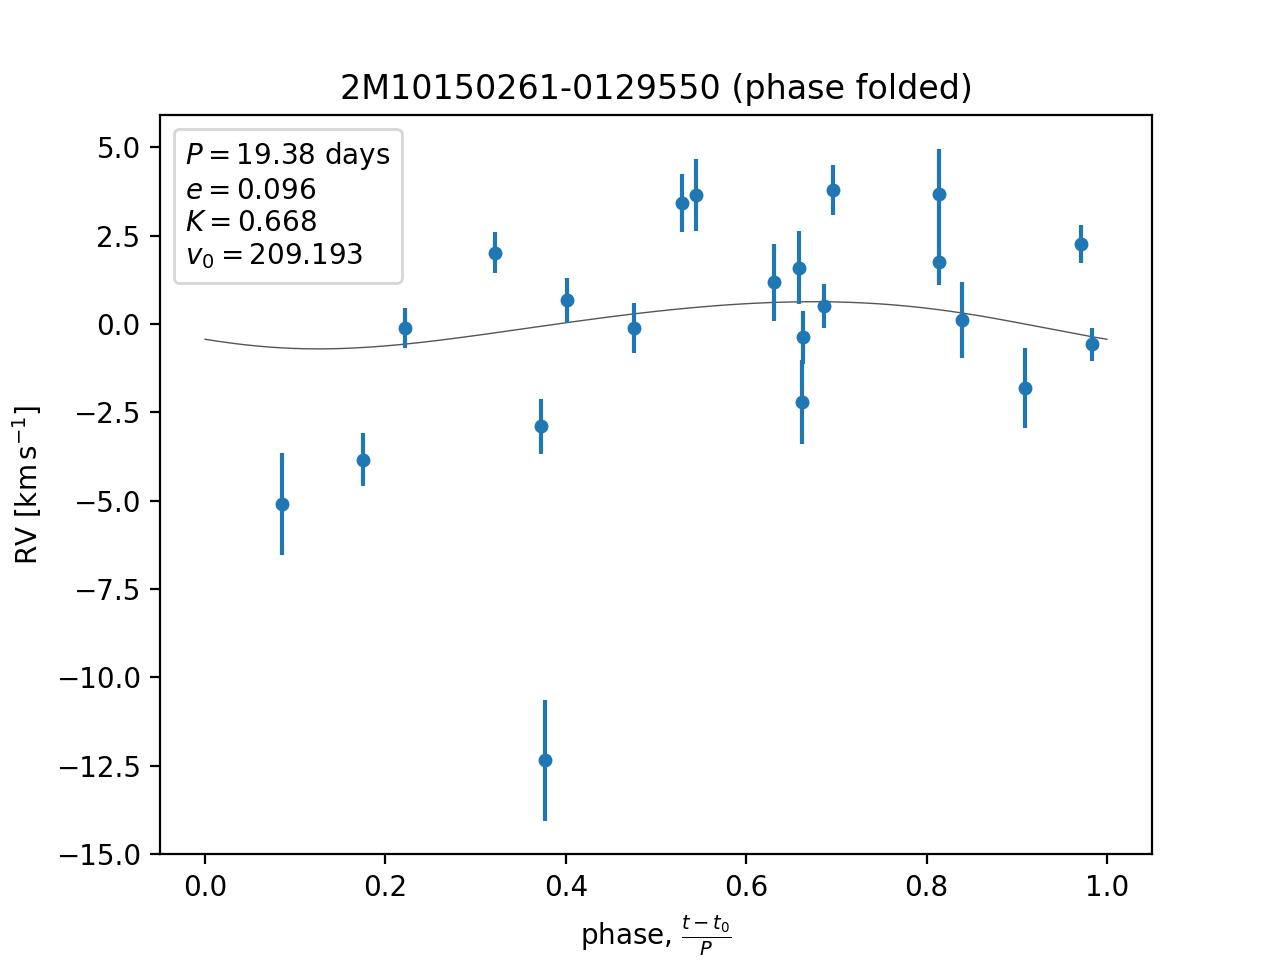 2M10150261-0129550 (phase folded)
P = 19.38 days
e = 0.096
K = 0.668
v₀ = 209.193
5.0
2.5
0.0
−2.5
−5.0
−7.5
−10.0
−12.5
−15.0
RV [km s⁻¹]
0.0 0.2 0.4 0.6 0.8 1.0
phase, (t − t₀)/P